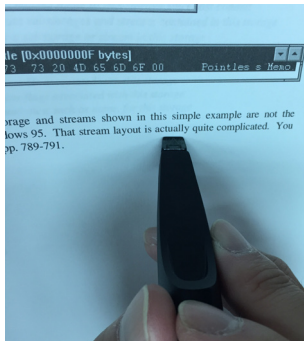 le [0x0000000F bytes]
73 73 20 4D 65 6D 6F 00 Pointles s Memo
orage and streams shown in this simple example are not the
lows 95. That stream layout is actually quite complicated. You
pp. 789-791.